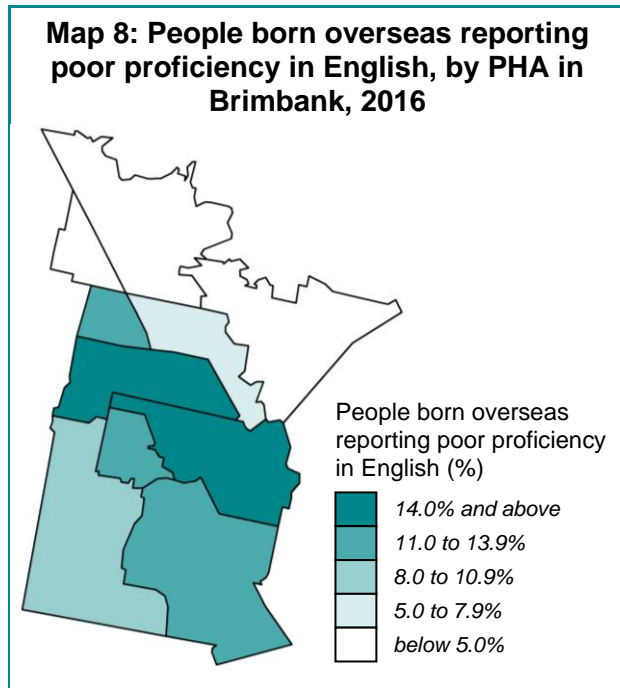 Map 8: People born overseas reporting
poor proficiency in English, by PHA in
Brimbank, 2016
People born overseas
reporting poor proficiency
in English (%)
14.0% and above
11.0 to 13.9%
8.0 to 10.9%
5.0 to 7.9%
below 5.0%